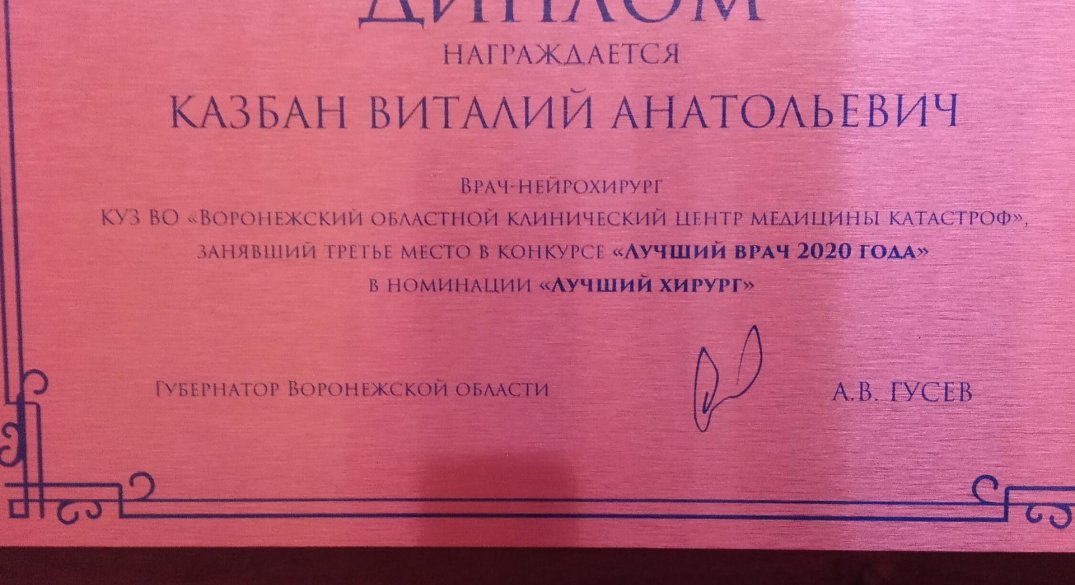 ДИПЛОМ
НАГРАЖДАЕТСЯ
КАЗБАН ВИТАЛИЙ АНАТОЛЬЕВИЧ
ВРАЧ-НЕЙРОХИРУРГ
КУЗ ВО «ВОРОНЕЖСКИЙ ОБЛАСТНОЙ КЛИНИЧЕСКИЙ ЦЕНТР МЕДИЦИНЫ КАТАСТРОФ»,
ЗАНЯВШИЙ ТРЕТЬЕ МЕСТО В КОНКУРСЕ «ЛУЧШИЙ ВРАЧ 2020 ГОДА»
В НОМИНАЦИИ «ЛУЧШИЙ ХИРУРГ»
ГУБЕРНАТОР ВОРОНЕЖСКОЙ ОБЛАСТИ А.В. ГУСЕВ